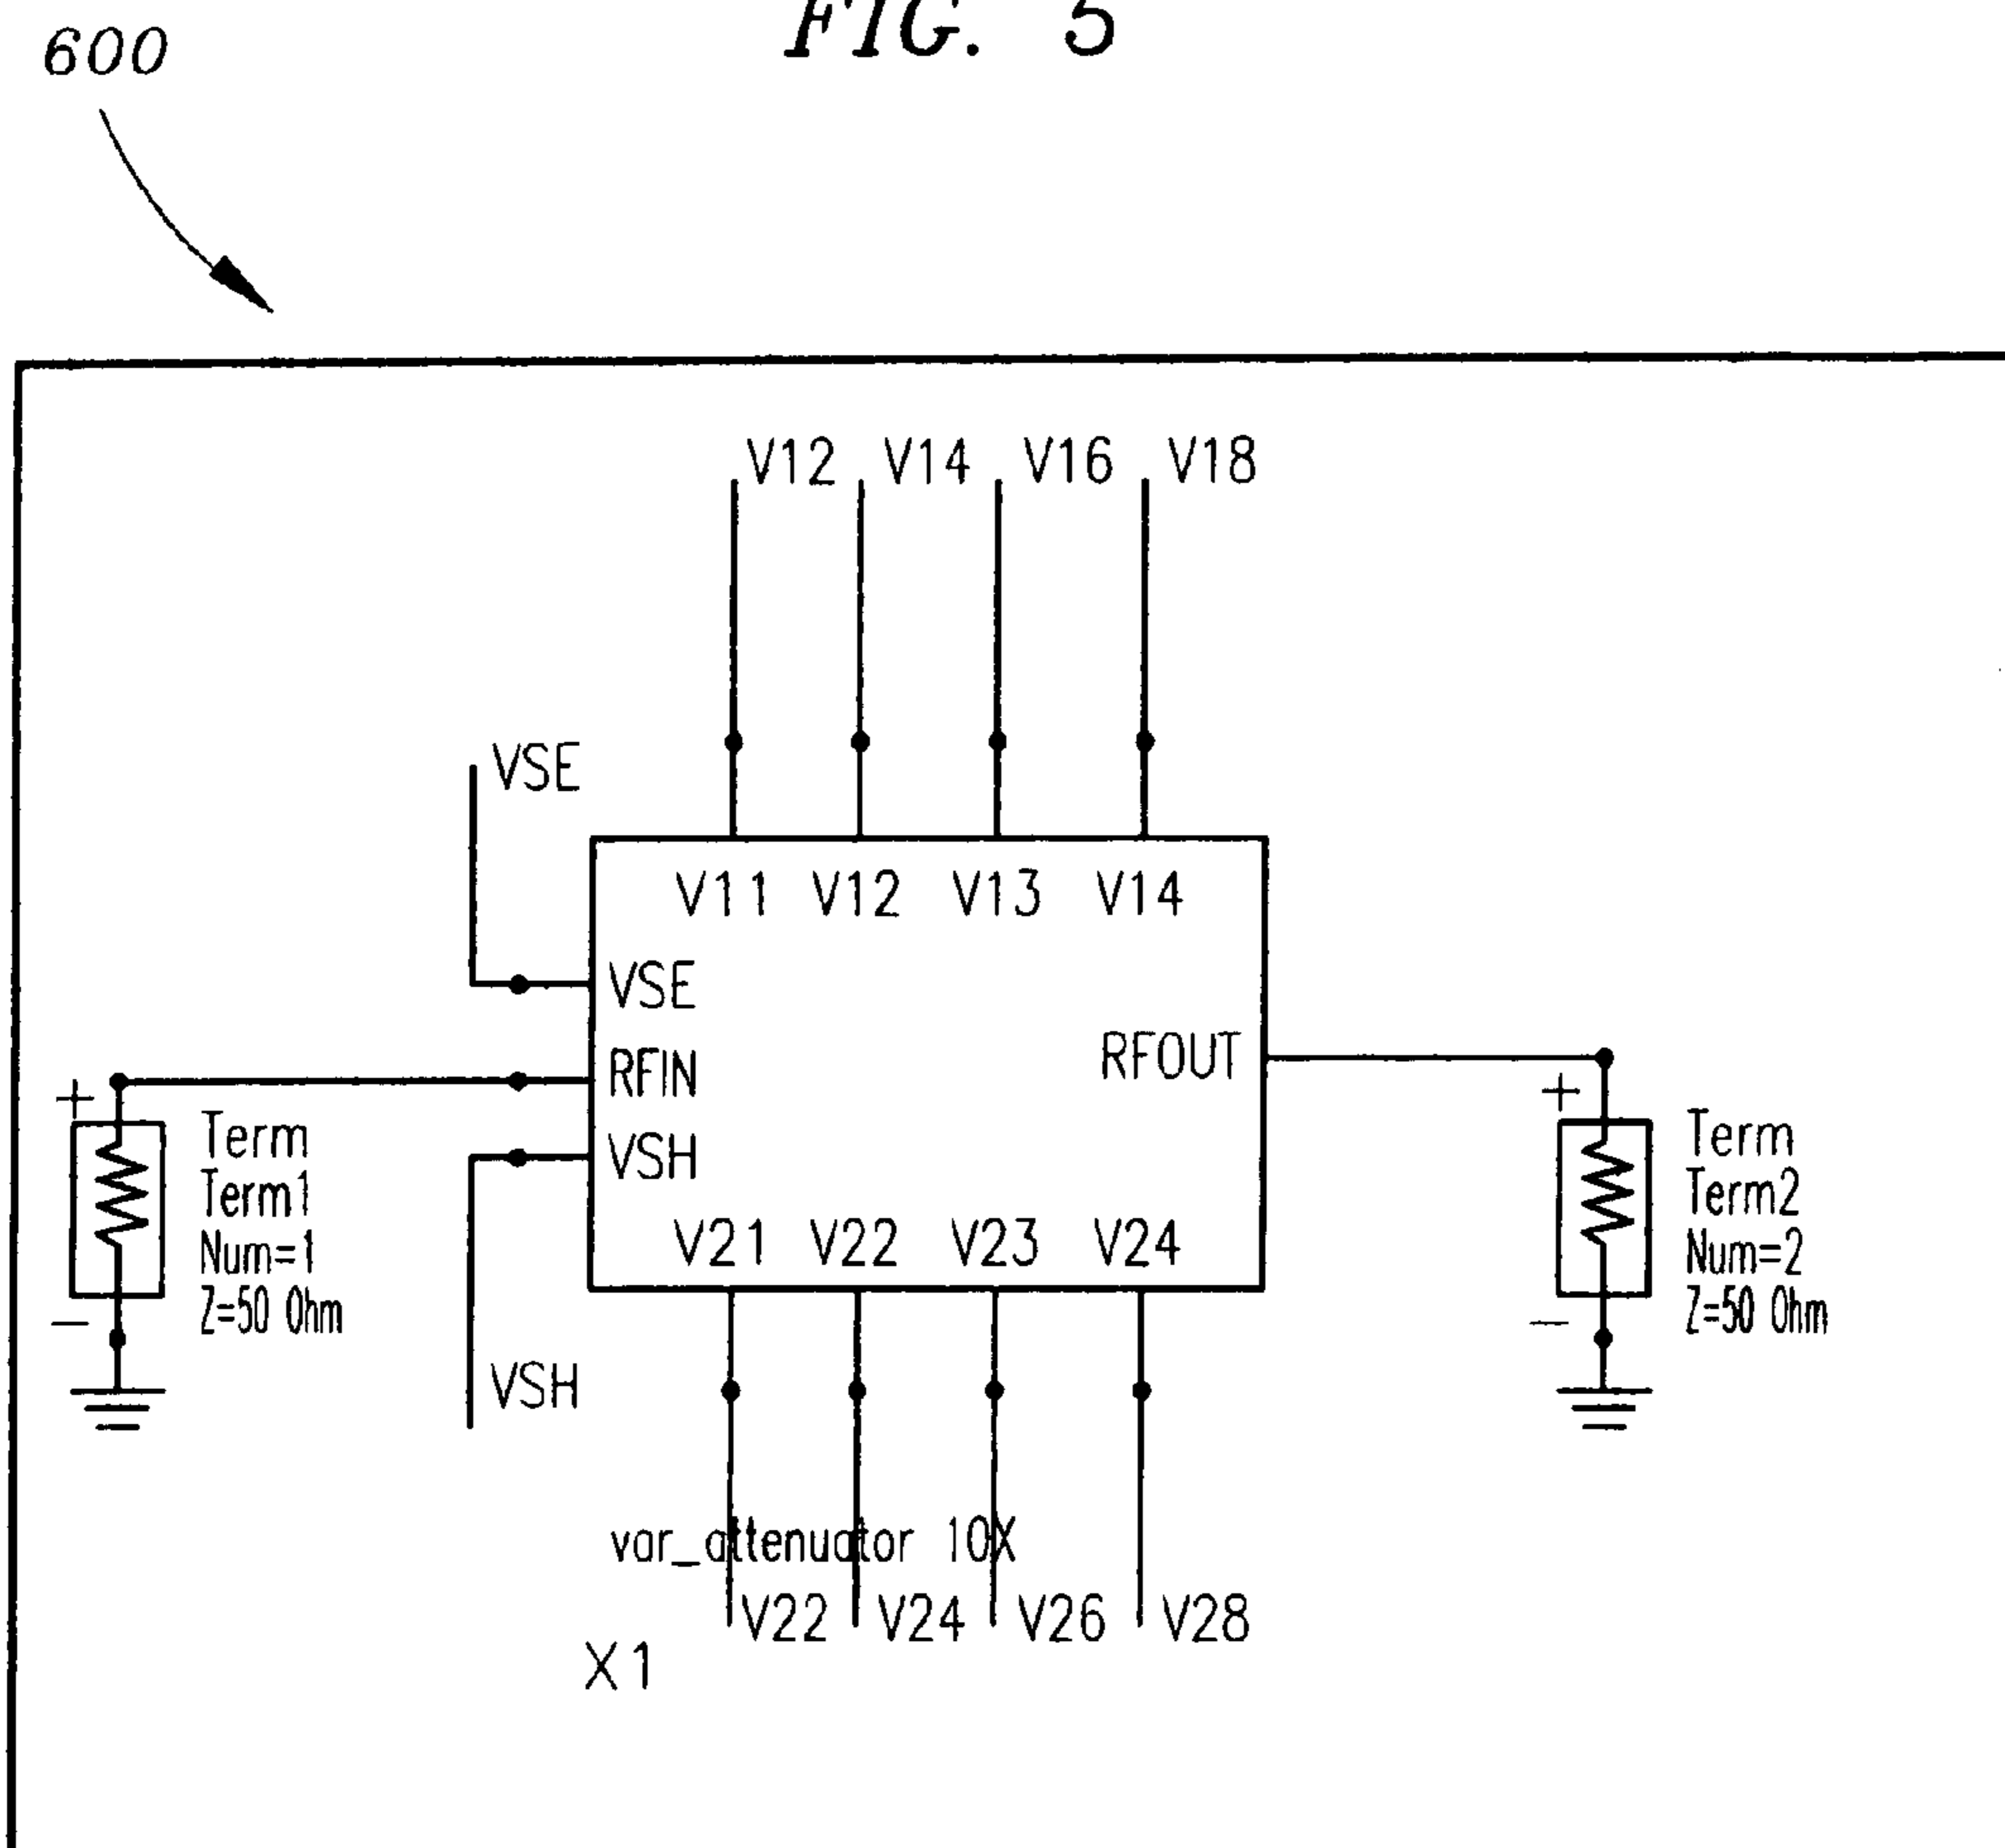 FIG. 5
600
V12 V14 V16 V18
VSE
V11 V12 V13 V14
VSE
RFIN
RFOUT
VSH
V21 V22 V23 V24
+
Term
Term1
Num=1
Z=50 Ohm
−
+
Term
Term2
Num=2
Z=50 Ohm
−
VSH
var_attenuator 10X
V22 V24 V26 V28
X1